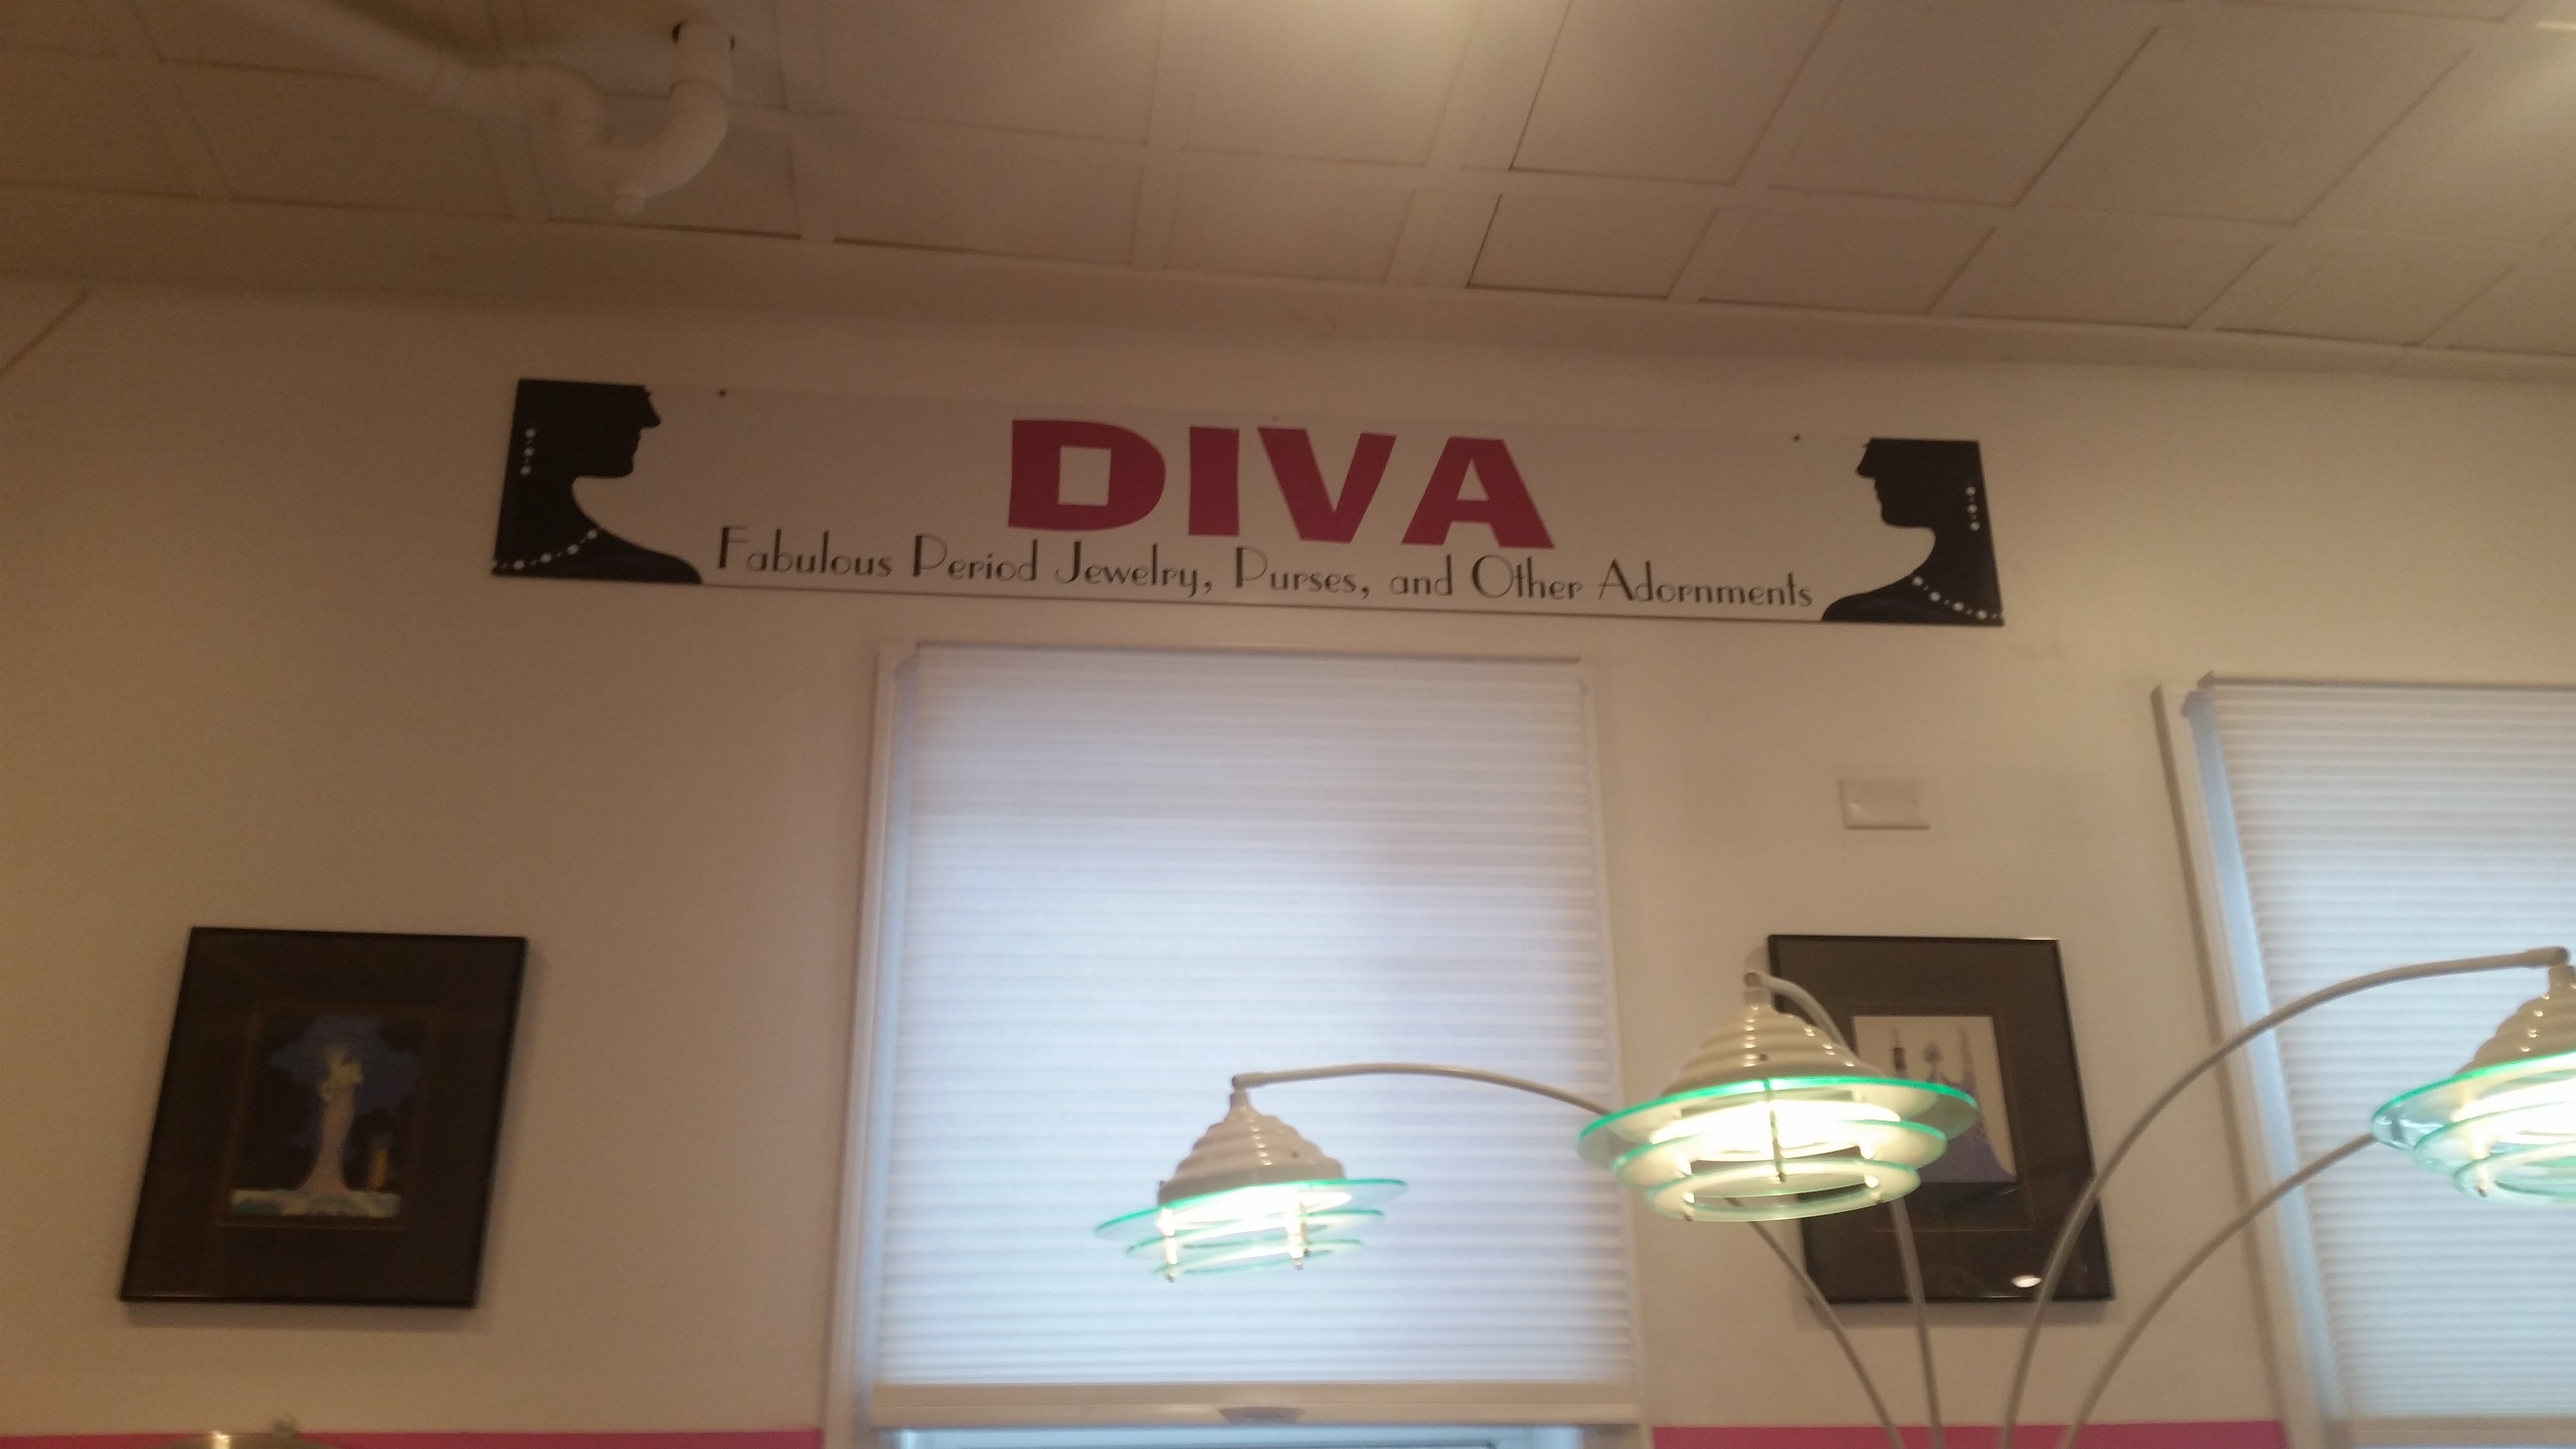 DIVA
Fabulous Period Jewelry, Purses, and Other Adornments